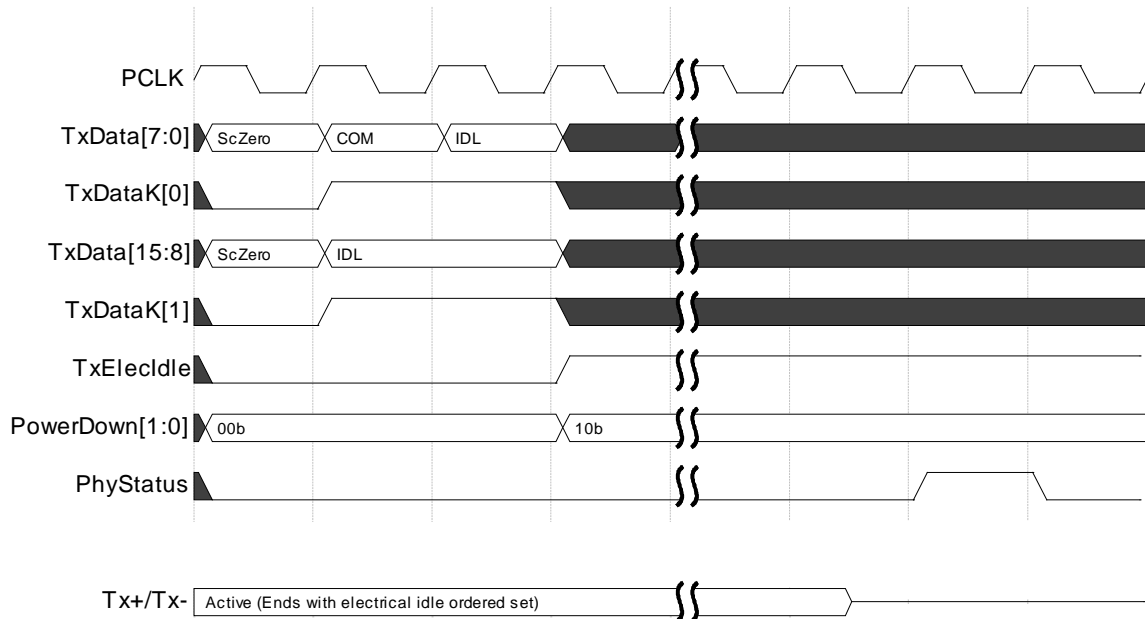 PCLK
TxData[7:0] ScZero COM IDL
TxDataK[0]
TxData[15:8] ScZero IDL
TxDataK[1]
TxElecIdle
PowerDown[1:0] 00b 10b
PhyStatus
Tx+/Tx- Active (Ends with electrical idle ordered set)